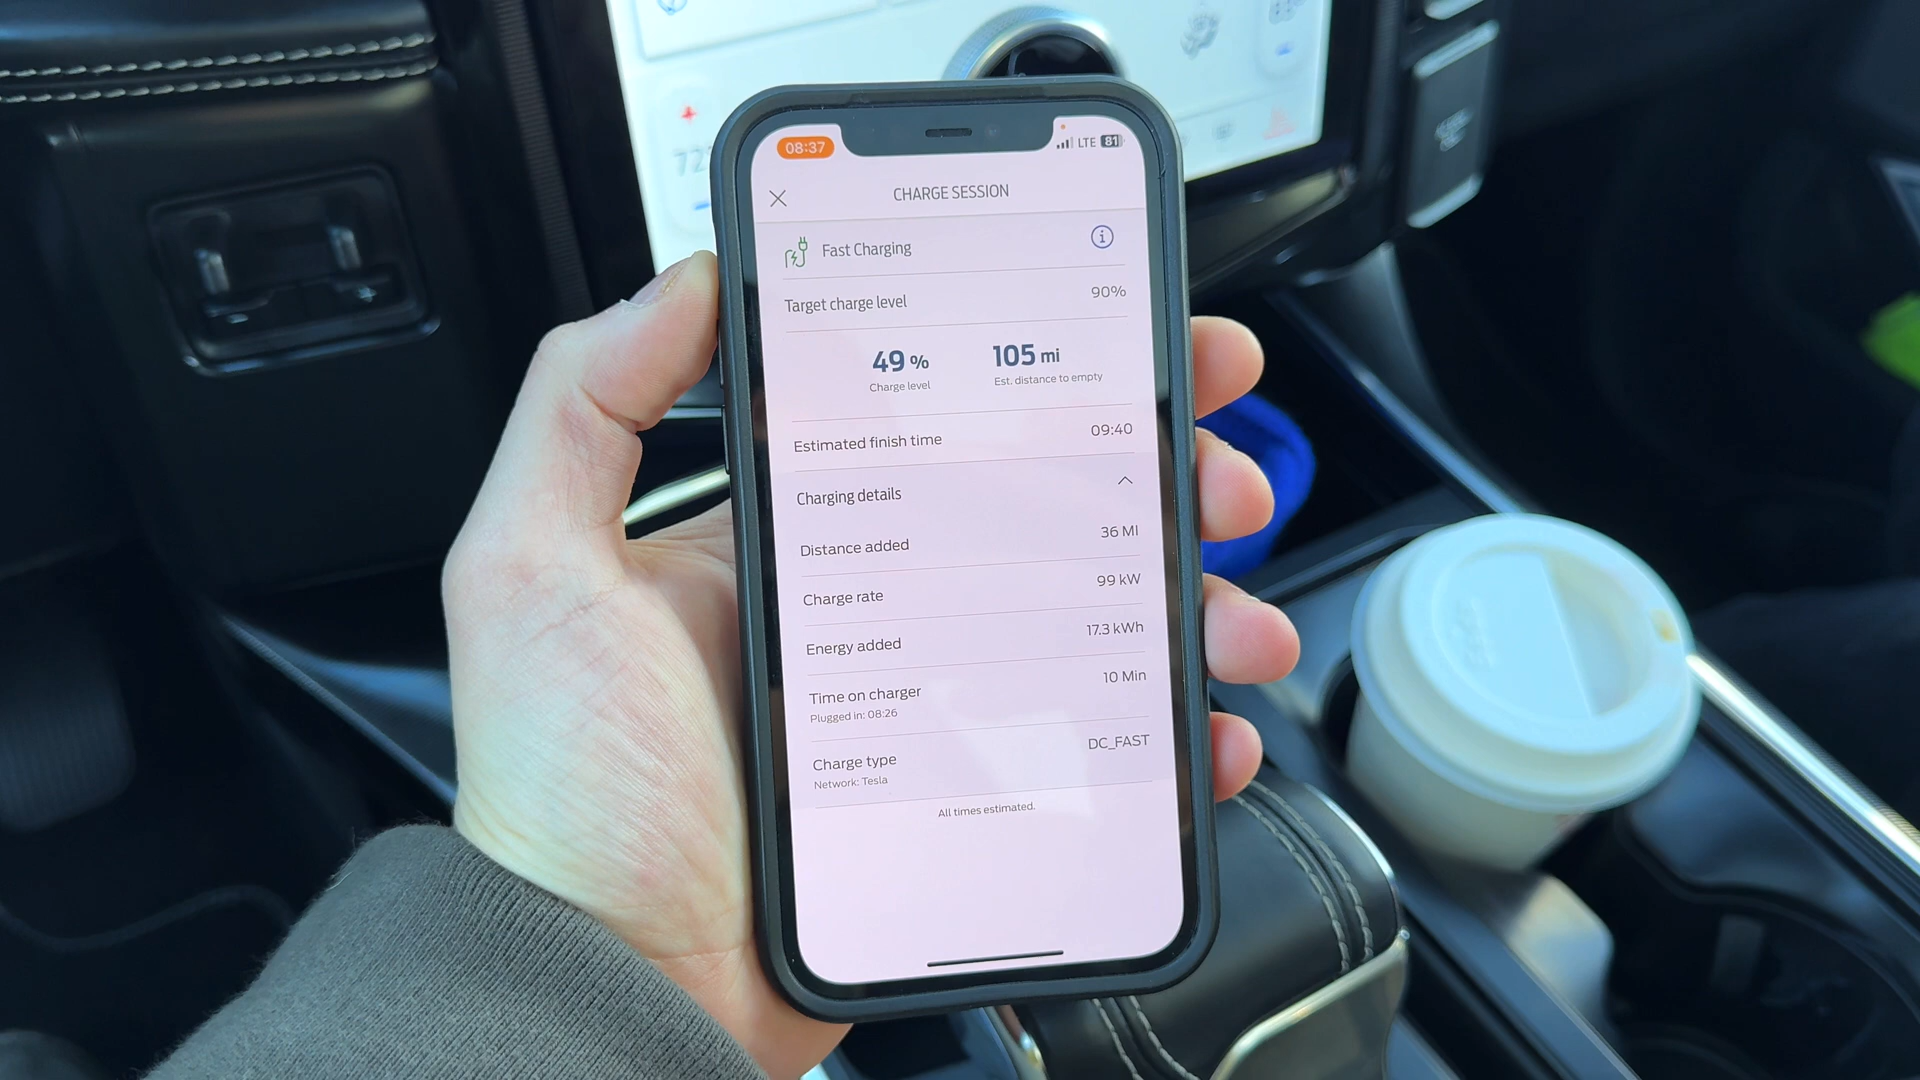 08:37 LTE 81
CHARGE SESSION
Fast Charging
Target charge level 90%
49 % 105 mi
Charge level Est. distance to empty
Estimated finish time 09:40
Charging details
Distance added 36 MI
Charge rate 99 kW
Energy added 17.3 kWh
Time on charger 10 Min
Plugged in: 08:26
Charge type DC_FAST
Network: Tesla
All times estimated.